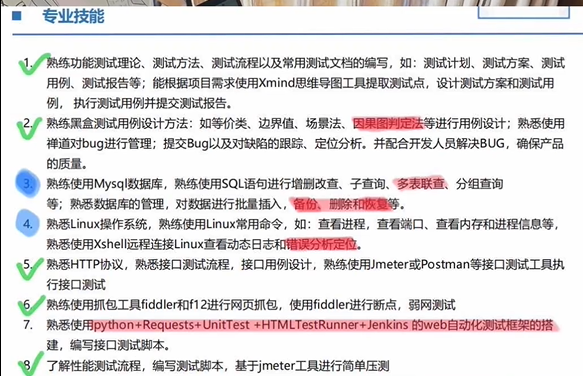 专业技能
1. 熟练功能测试理论、测试方法、测试流程以及常用测试文档的编写，如：测试计划、测试方案、测试
用例、测试报告等；能根据项目需求使用Xmind思维导图工具提取测试点，设计测试方案和测试用
例， 执行测试用例并提交测试报告。
2. 熟练黑盒测试用例设计方法：如等价类、边界值、场景法、因果图判定法等进行用例设计；熟悉使用
禅道对bug进行管理；提交Bug以及对缺陷的跟踪、定位分析。并配合开发人员解决BUG，确保产品
的质量。
3. 熟练使用Mysql数据库，熟练使用SQL语句进行增删改查、子查询、多表联查、分组查询
等；熟悉数据库的管理，对数据进行批量插入，备份、删除和恢复等。
4. 熟悉Linux操作系统，熟练使用Linux常用命令，如：查看进程，查看端口、查看内存和进程信息等，
熟悉使用Xshell远程连接Linux查看动态日志和错误分析定位。
5. 熟悉HTTP协议，熟悉接口测试流程，接口用例设计，熟练使用Jmeter或Postman等接口测试工具执
行接口测试
6. 熟练使用抓包工具fiddler和f12进行网页抓包，使用fiddler进行断点，弱网测试
7. 熟悉使用python+Requests+UnitTest +HTMLTestRunner+Jenkins 的web自动化测试框架的搭
建，编写接口测试脚本。
8. 了解性能测试流程，编写测试脚本，基于jmeter工具进行简单压测